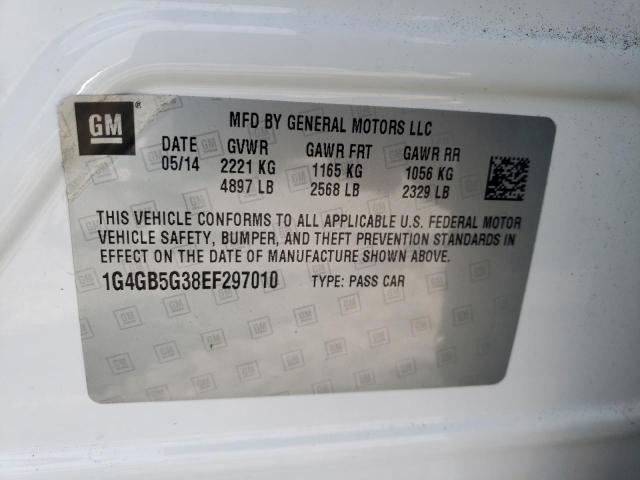 GM ®
MFD BY GENERAL MOTORS LLC
DATE GVWR GAWR FRT GAWR RR
05/14 2221 KG 1165 KG 1056 KG
4897 LB 2568 LB 2329 LB
THIS VEHICLE CONFORMS TO ALL APPLICABLE U.S. FEDERAL MOTOR
VEHICLE SAFETY, BUMPER, AND THEFT PREVENTION STANDARDS IN
EFFECT ON THE DATE OF MANUFACTURE SHOWN ABOVE.
1G4GB5G38EF297010 TYPE: PASS CAR